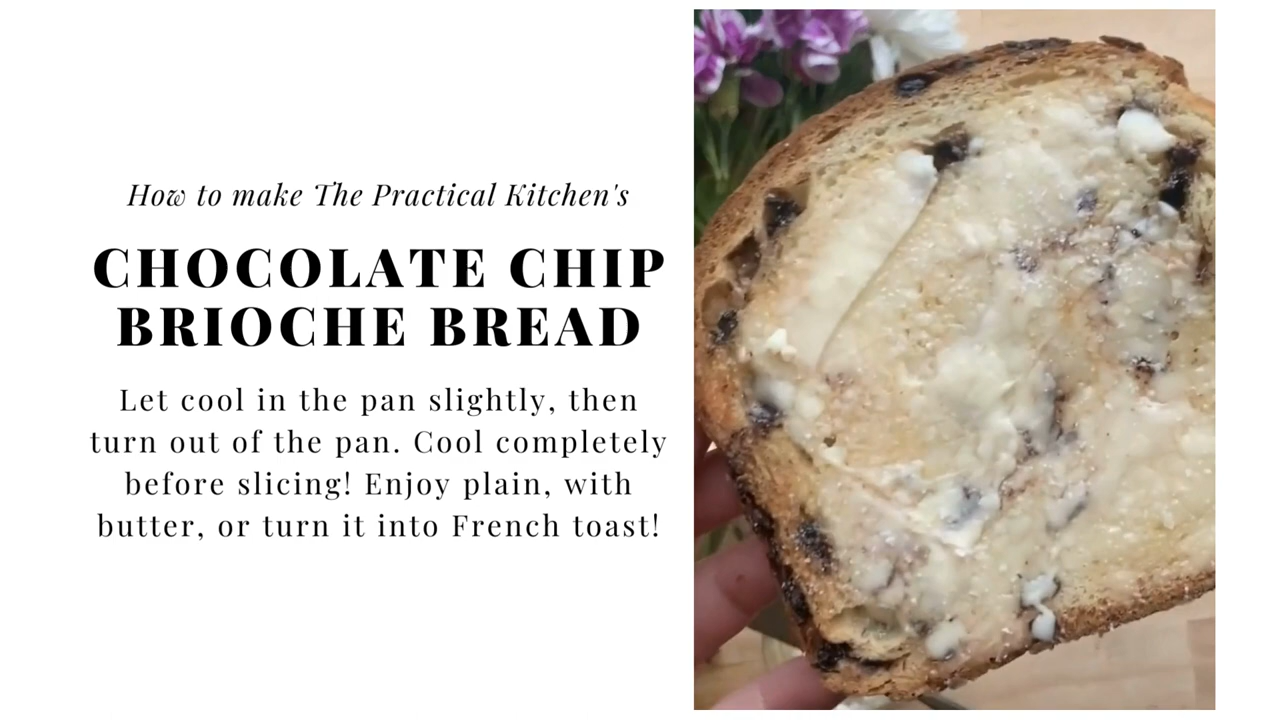 How to make The Practical Kitchen's
CHOCOLATE CHIP
BRIOCHE BREAD
Let cool in the pan slightly, then
turn out of the pan. Cool completely
before slicing! Enjoy plain, with
butter, or turn it into French toast!